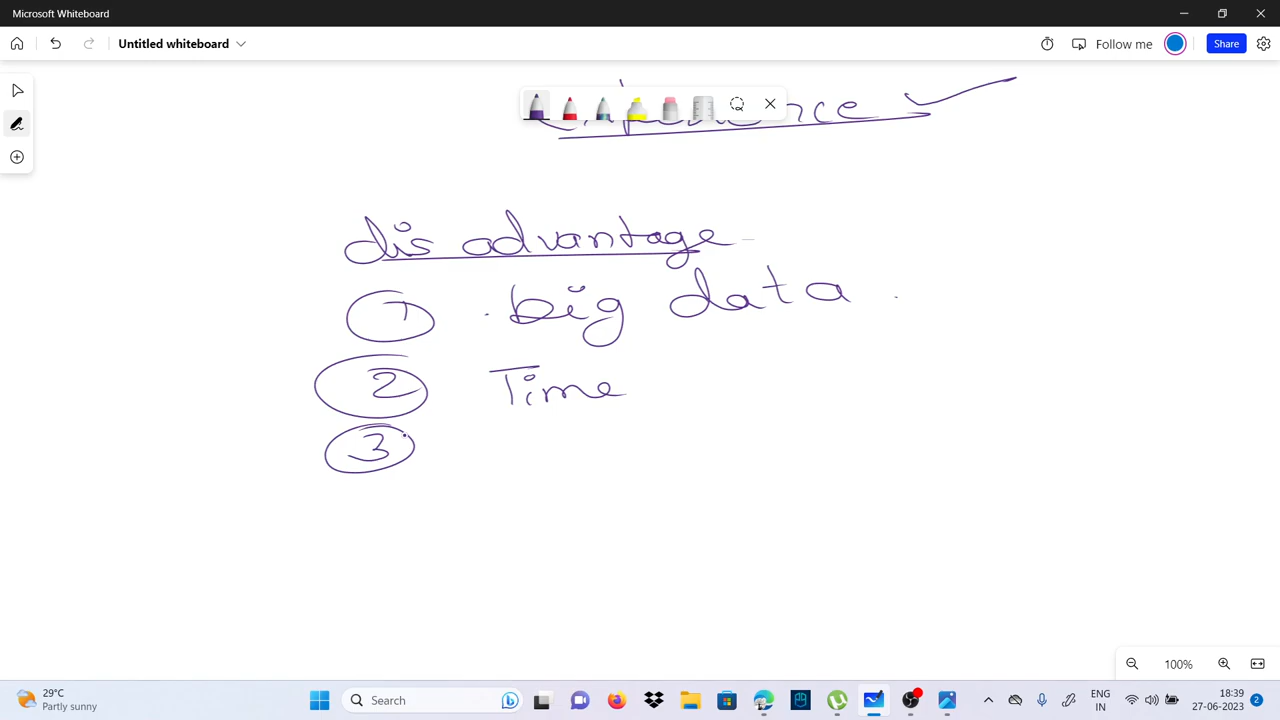 Microsoft Whiteboard
Untitled whiteboard
Follow me
Share
dis advantage
1 big data
2 Time
3
100%
29°C
Partly sunny
Search
ENG
IN
18:39
27-06-2023
2